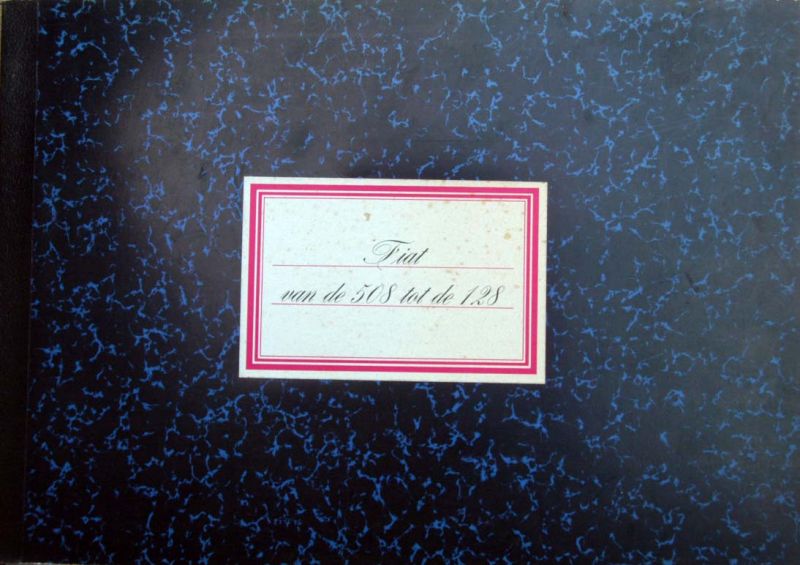 Fiat
van de 508 tot de 128